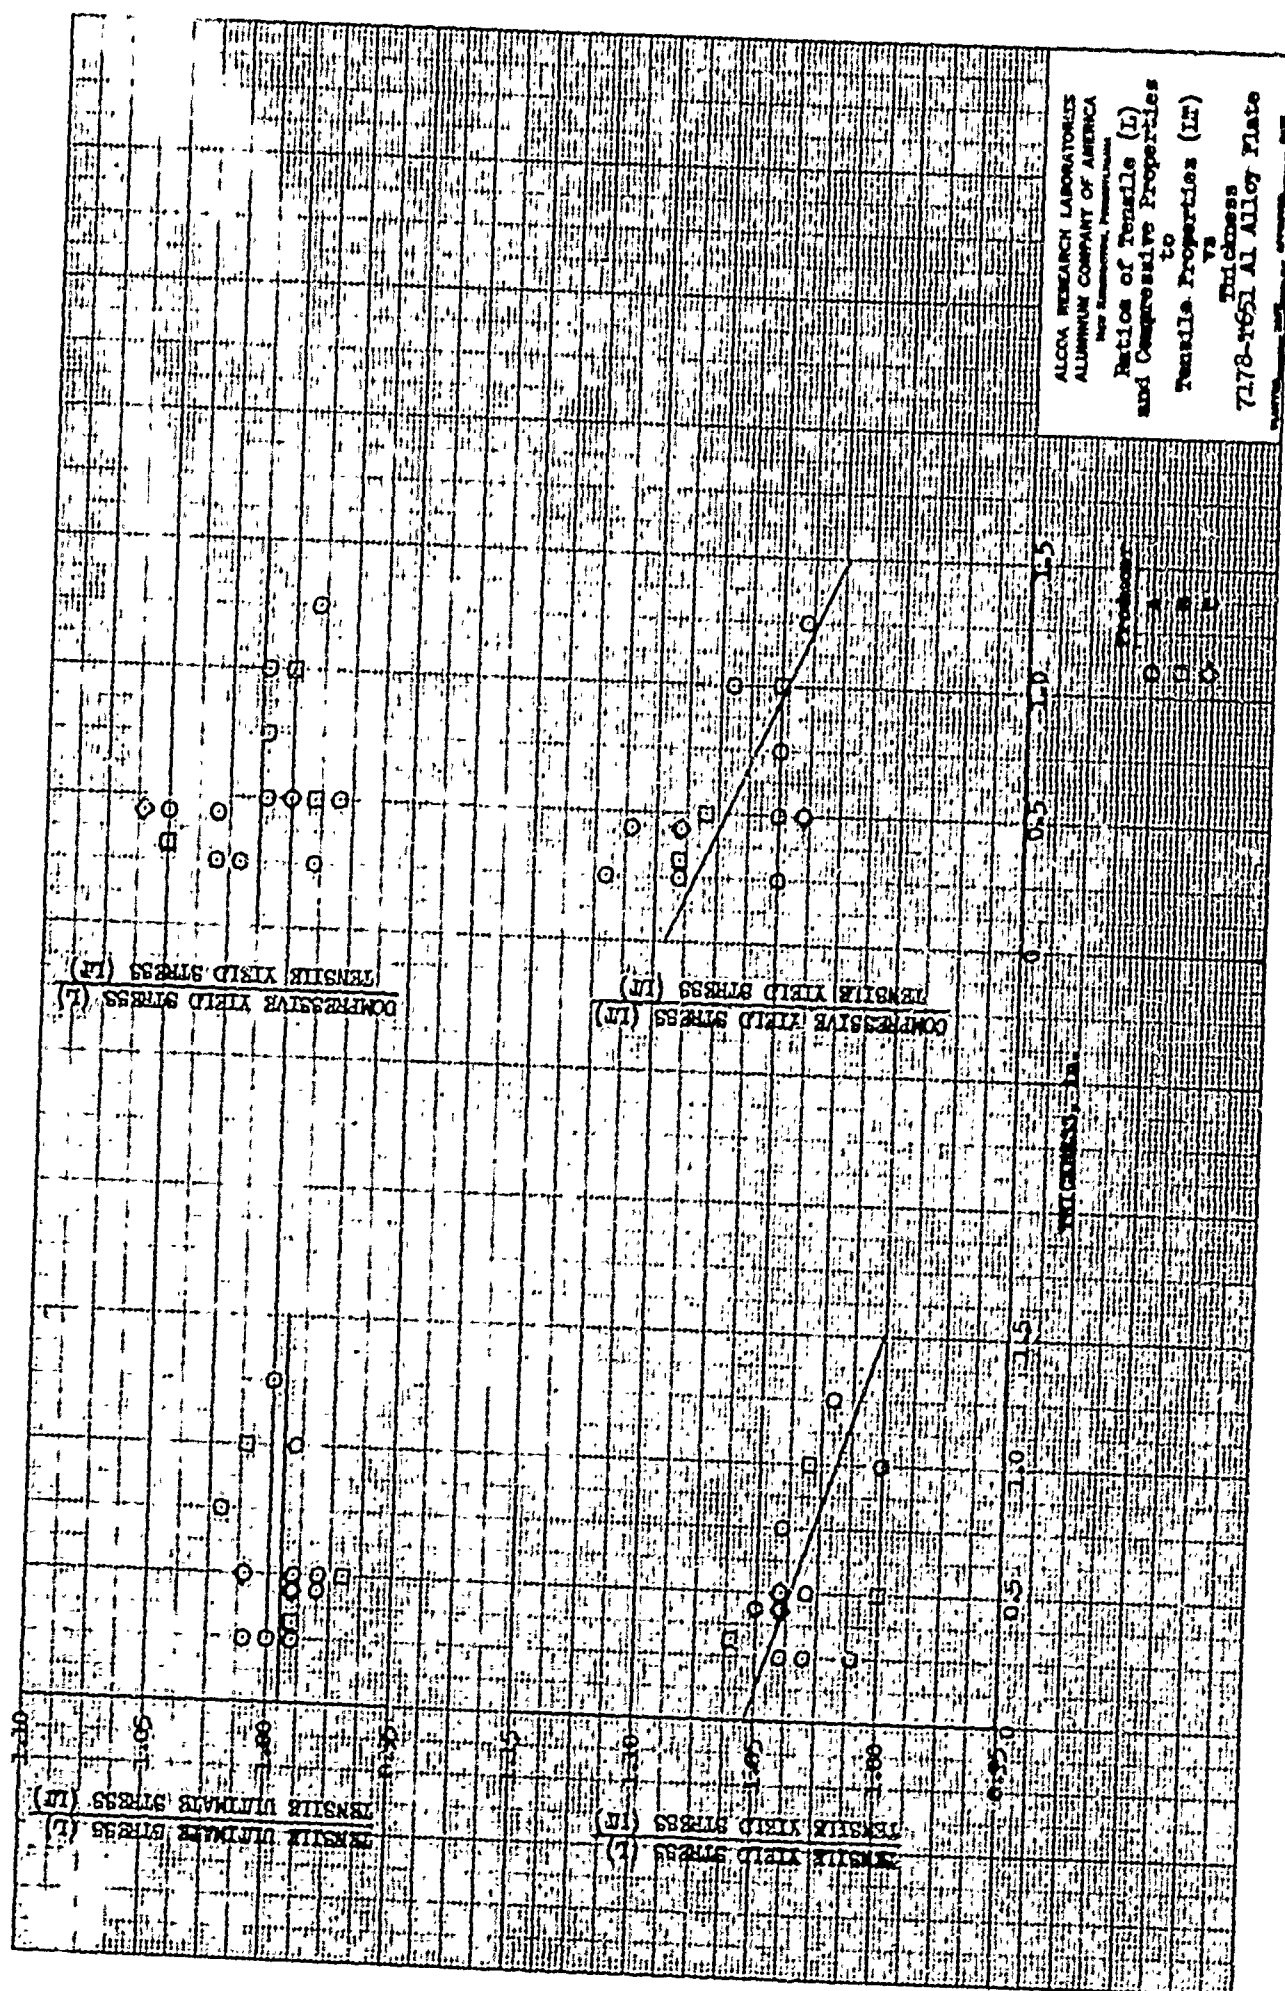 ALCOA RESEARCH LABORATORIES
ALUMINUM COMPANY OF AMERICA
New Kensington, Pennsylvania
Ratios of Tensile (L)
and Compressive Properties
to
Tensile Properties (LT)
vs
Thickness
7178-T651 Al Alloy Plate
TENSILE ULTIMATE STRESS (L)
TENSILE ULTIMATE STRESS (LT)
1.10
1.05
1.00
0.95
COMPRESSIVE YIELD STRESS (L)
TENSILE YIELD STRESS (LT)
TENSILE YIELD STRESS (L)
TENSILE YIELD STRESS (LT)
1.15
1.10
1.05
1.00
0.95
COMPRESSIVE YIELD STRESS (LT)
TENSILE YIELD STRESS (LT)
0
0.5
1.0
1.5
0
0.5
1.0
1.5
THICKNESS, in.
Producer
A
B
C